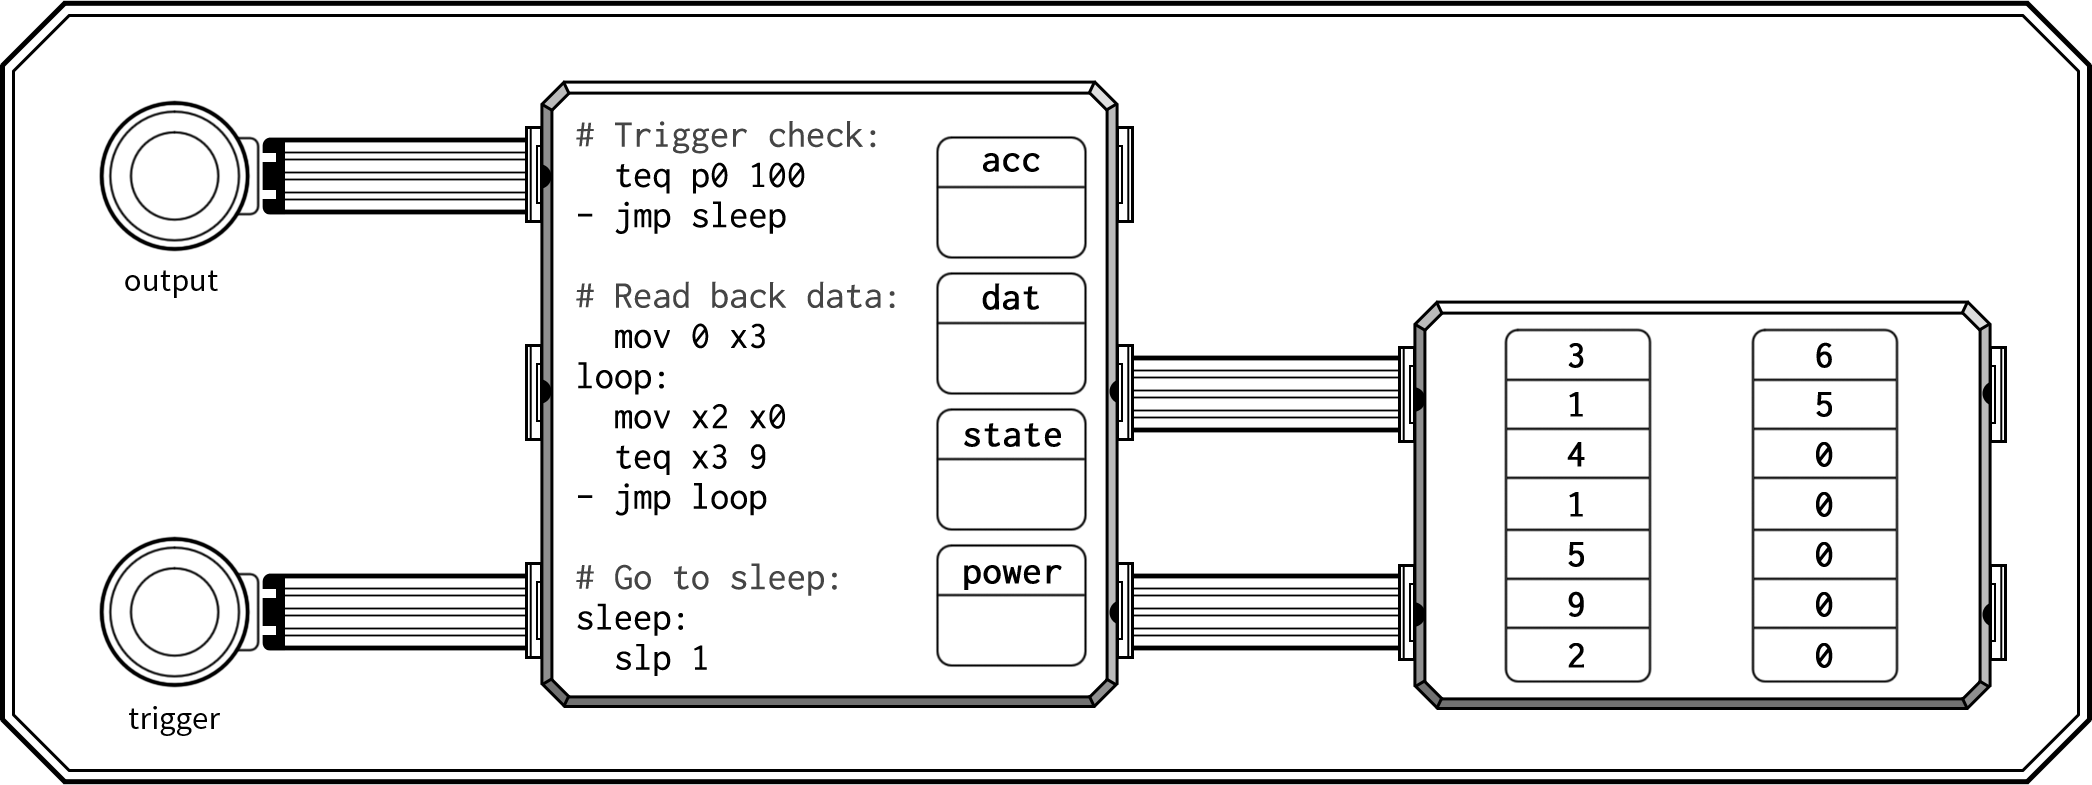 output
trigger
# Trigger check:
teq p0 100
- jmp sleep
# Read back data:
mov 0 x3
loop:
mov x2 x0
teq x3 9
- jmp loop
# Go to sleep:
sleep:
slp 1
acc
dat
state
power
3
1
4
1
5
9
2
6
5
0
0
0
0
0